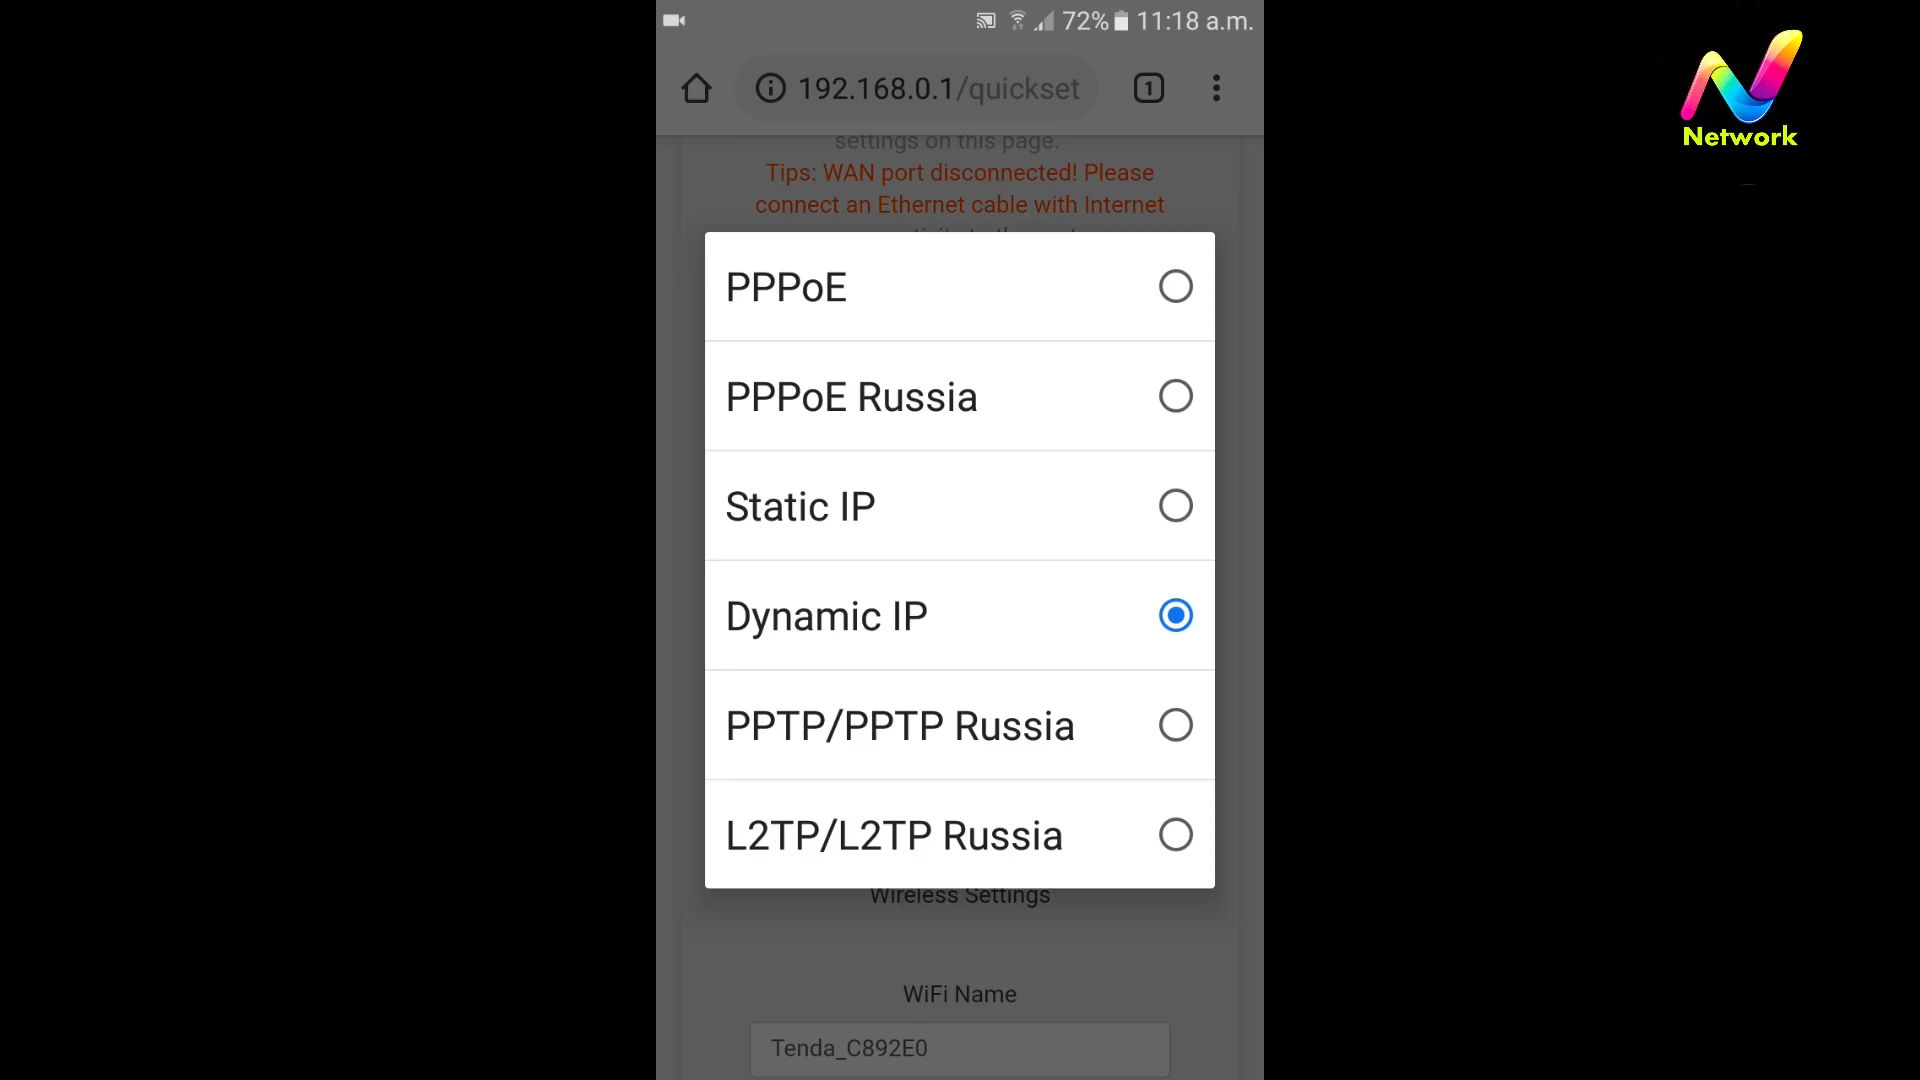 72% 11:18 a.m.
192.168.0.1/quickset
1
Network
settings on this page.
Tips: WAN port disconnected! Please
connect an Ethernet cable with Internet
PPPoE
PPPoE Russia
Static IP
Dynamic IP
PPTP/PPTP Russia
L2TP/L2TP Russia
Wireless Settings
WiFi Name
Tenda_C892E0